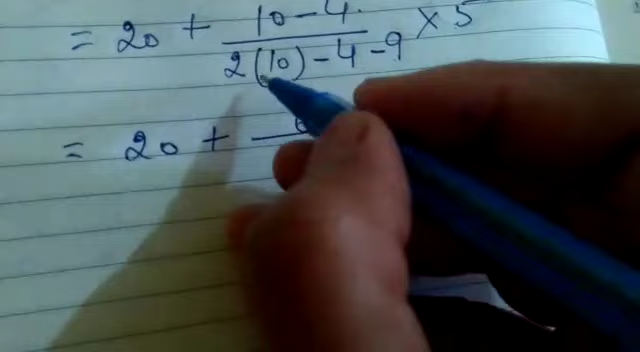 = 20 + 10 - 4 / 2(10) - 4 - 9 × 5
= 20 +